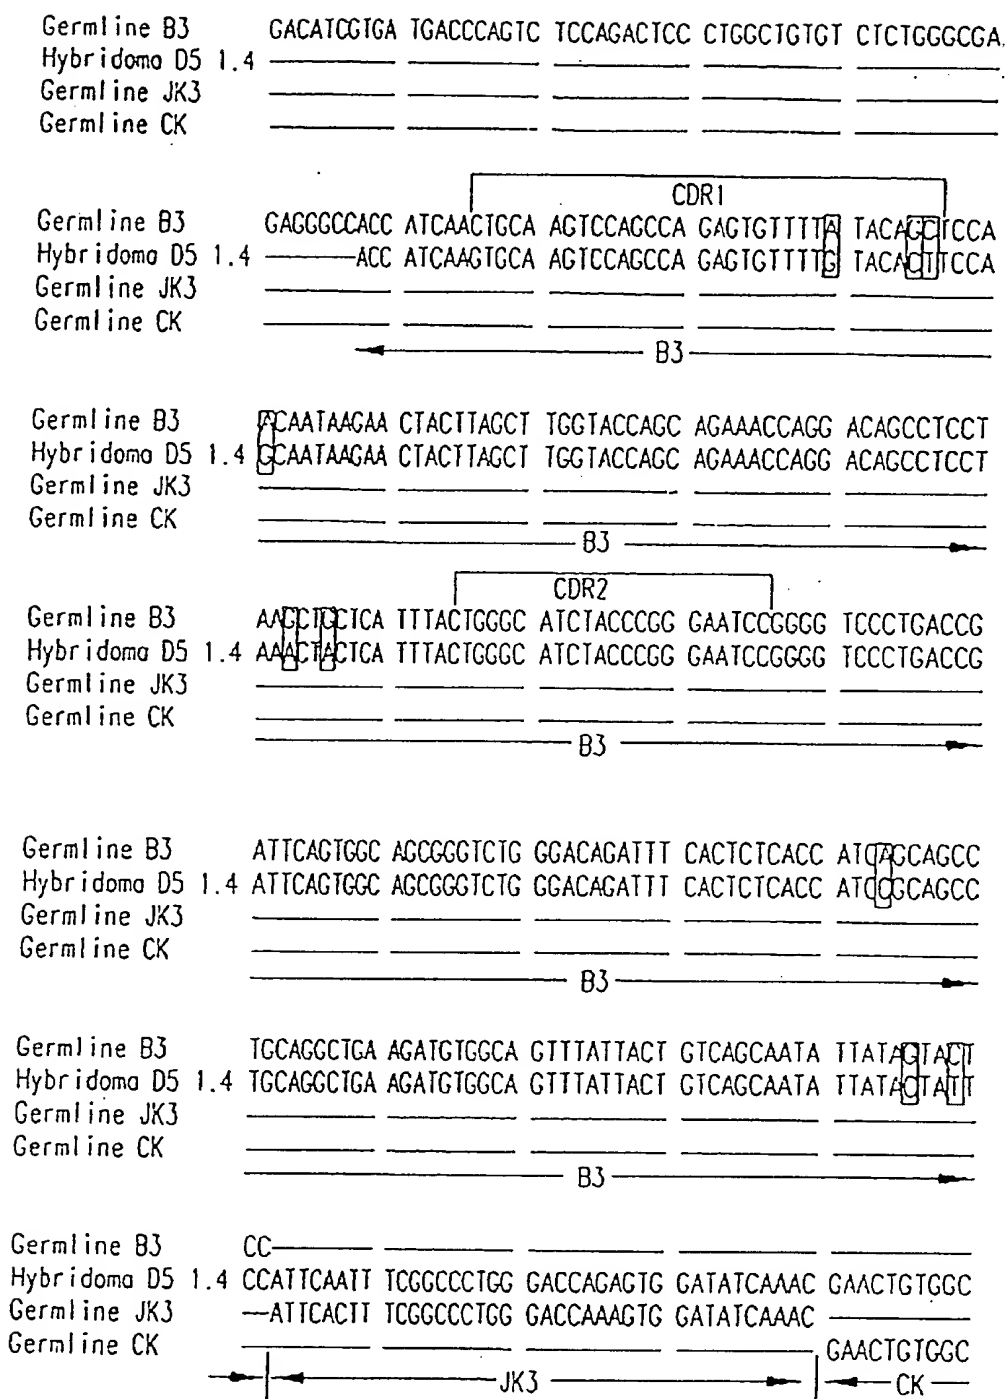 Germline B3 GACATCGTGA TGACCCAGTC TCCAGACTCC CTGGCTGTGT CTCTGGGCGA
Hybridoma D5 1.4
Germline JK3
Germline CK
CDR1
Germline B3 GAGGGCCACC ATCAACTGCA AGTCCAGCCA GAGTGTTTTA TACAGCTCCA
Hybridoma D5 1.4 ACC ATCAAGTGCA AGTCCAGCCA GAGTGTTTTG TACACTTCCA
Germline JK3
Germline CK
B3
Germline B3 ACAATAAGAA CTACTTAGCT TGGTACCAGC AGAAACCAGG ACAGCCTCCT
Hybridoma D5 1.4 GCAATAAGAA CTACTTAGCT TGGTACCAGC AGAAACCAGG ACAGCCTCCT
Germline JK3
Germline CK
B3
CDR2
Germline B3 AAGCTGCTCA TTTACTGGGC ATCTACCCGG GAATCCGGGG TCCCTGACCG
Hybridoma D5 1.4 AAACTACTCA TTTACTGGGC ATCTACCCGG GAATCCGGGG TCCCTGACCG
Germline JK3
Germline CK
B3
Germline B3 ATTCAGTGGC AGCGGGTCTG GGACAGATTT CACTCTCACC ATCAGCAGCC
Hybridoma D5 1.4 ATTCAGTGGC AGCGGGTCTG GGACAGATTT CACTCTCACC ATCCGCAGCC
Germline JK3
Germline CK
B3
Germline B3 TGCAGGCTGA AGATGTGGCA GTTTATTACT GTCAGCAATA TTATAGTACT
Hybridoma D5 1.4 TGCAGGCTGA AGATGTGGCA GTTTATTACT GTCAGCAATA TTATACTATT
Germline JK3
Germline CK
B3
Germline B3 CC
Hybridoma D5 1.4 CCATTCAATT TCGGCCCTGG GACCAGAGTG GATATCAAAC GAACTGTGGC
Germline JK3 ATTCACTT TCGGCCCTGG GACCAAAGTG GATATCAAAC
Germline CK GAACTGTGGC
JK3 CK